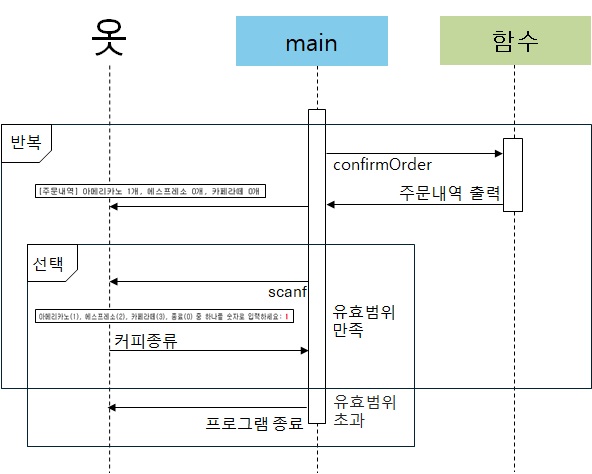 옷
main
함수
반복
confirmOrder
[주문내역] 아메리카노 1개, 에스프레소 0개, 카페라떼 0개
주문내역 출력
선택
scanf
아메리카노(1), 에스프레소(2), 카페라떼(3), 종료(0) 중 하나를 숫자로 입력하세요: 1
유효범위
만족
커피종류
유효범위
초과
프로그램 종료